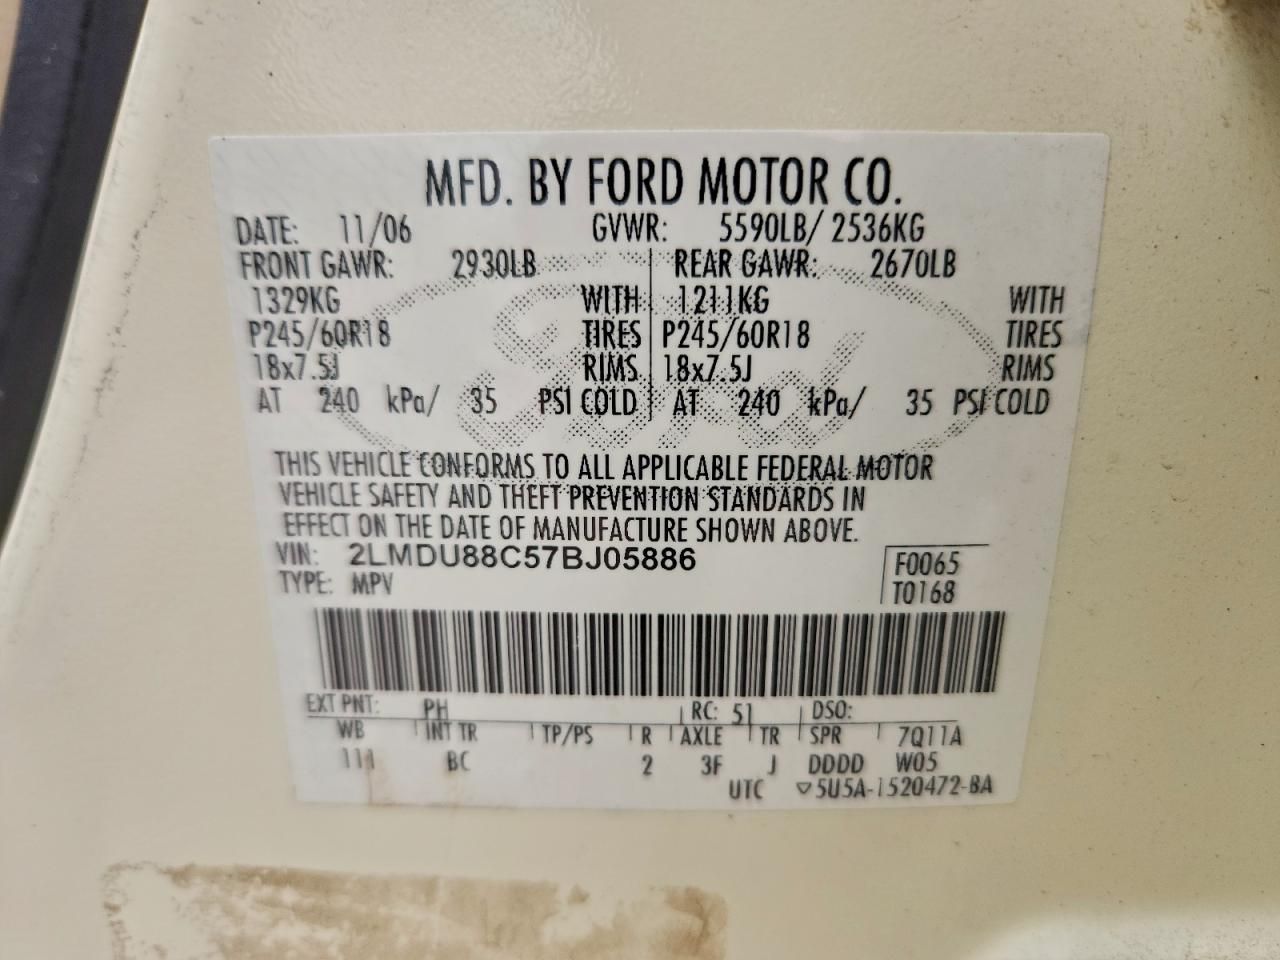 MFD. BY FORD MOTOR CO.
DATE: 11/06 GVWR: 5590LB/ 2536KG
FRONT GAWR: 2930LB REAR GAWR: 2670LB
1329KG WITH 1211KG WITH
P245/60R18 TIRES P245/60R18 TIRES
18x7.5J RIMS 18x7.5J RIMS
AT 240 kPa/ 35 PSI COLD AT 240 kPa/ 35 PSI COLD
Ford
THIS VEHICLE CONFORMS TO ALL APPLICABLE FEDERAL MOTOR
VEHICLE SAFETY AND THEFT PREVENTION STANDARDS IN
EFFECT ON THE DATE OF MANUFACTURE SHOWN ABOVE.
VIN: 2LMDU88C57BJ05886 F0065
TYPE: MPV T0168
EXT PNT: PH RC: 51 DSO:
WB INT TR TP/PS R AXLE TR SPR 7Q11A
111 BC 2 3F J DDDD W05
UTC ▽5U5A-1520472-BA